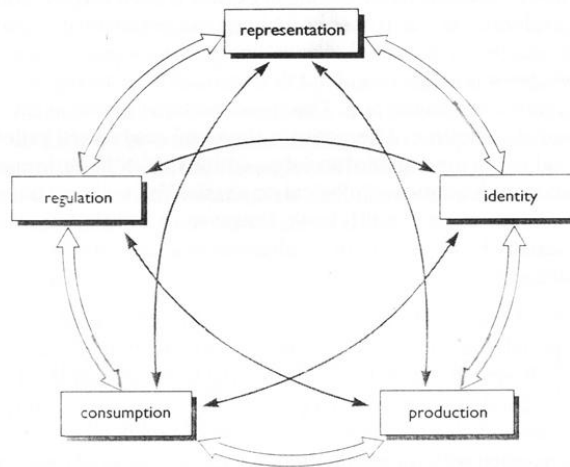 representation
regulation
identity
consumption
production